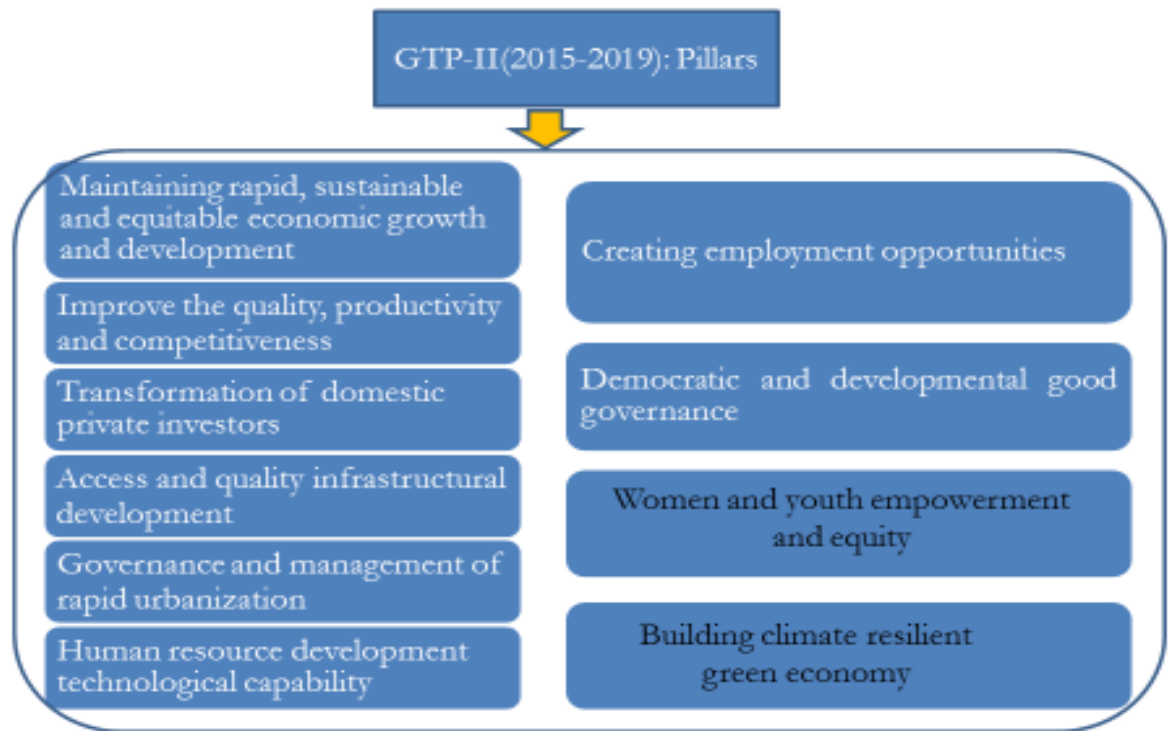 GTP-II(2015-2019): Pillars
Maintaining rapid, sustainable
and equitable economic growth
and development
Improve the quality, productivity
and competitiveness
Transformation of domestic
private investors
Access and quality infrastructural
development
Governance and management of
rapid urbanization
Human resource development
technological capability
Creating employment opportunities
Democratic and developmental good
governance
Women and youth empowerment
and equity
Building climate resilient
green economy